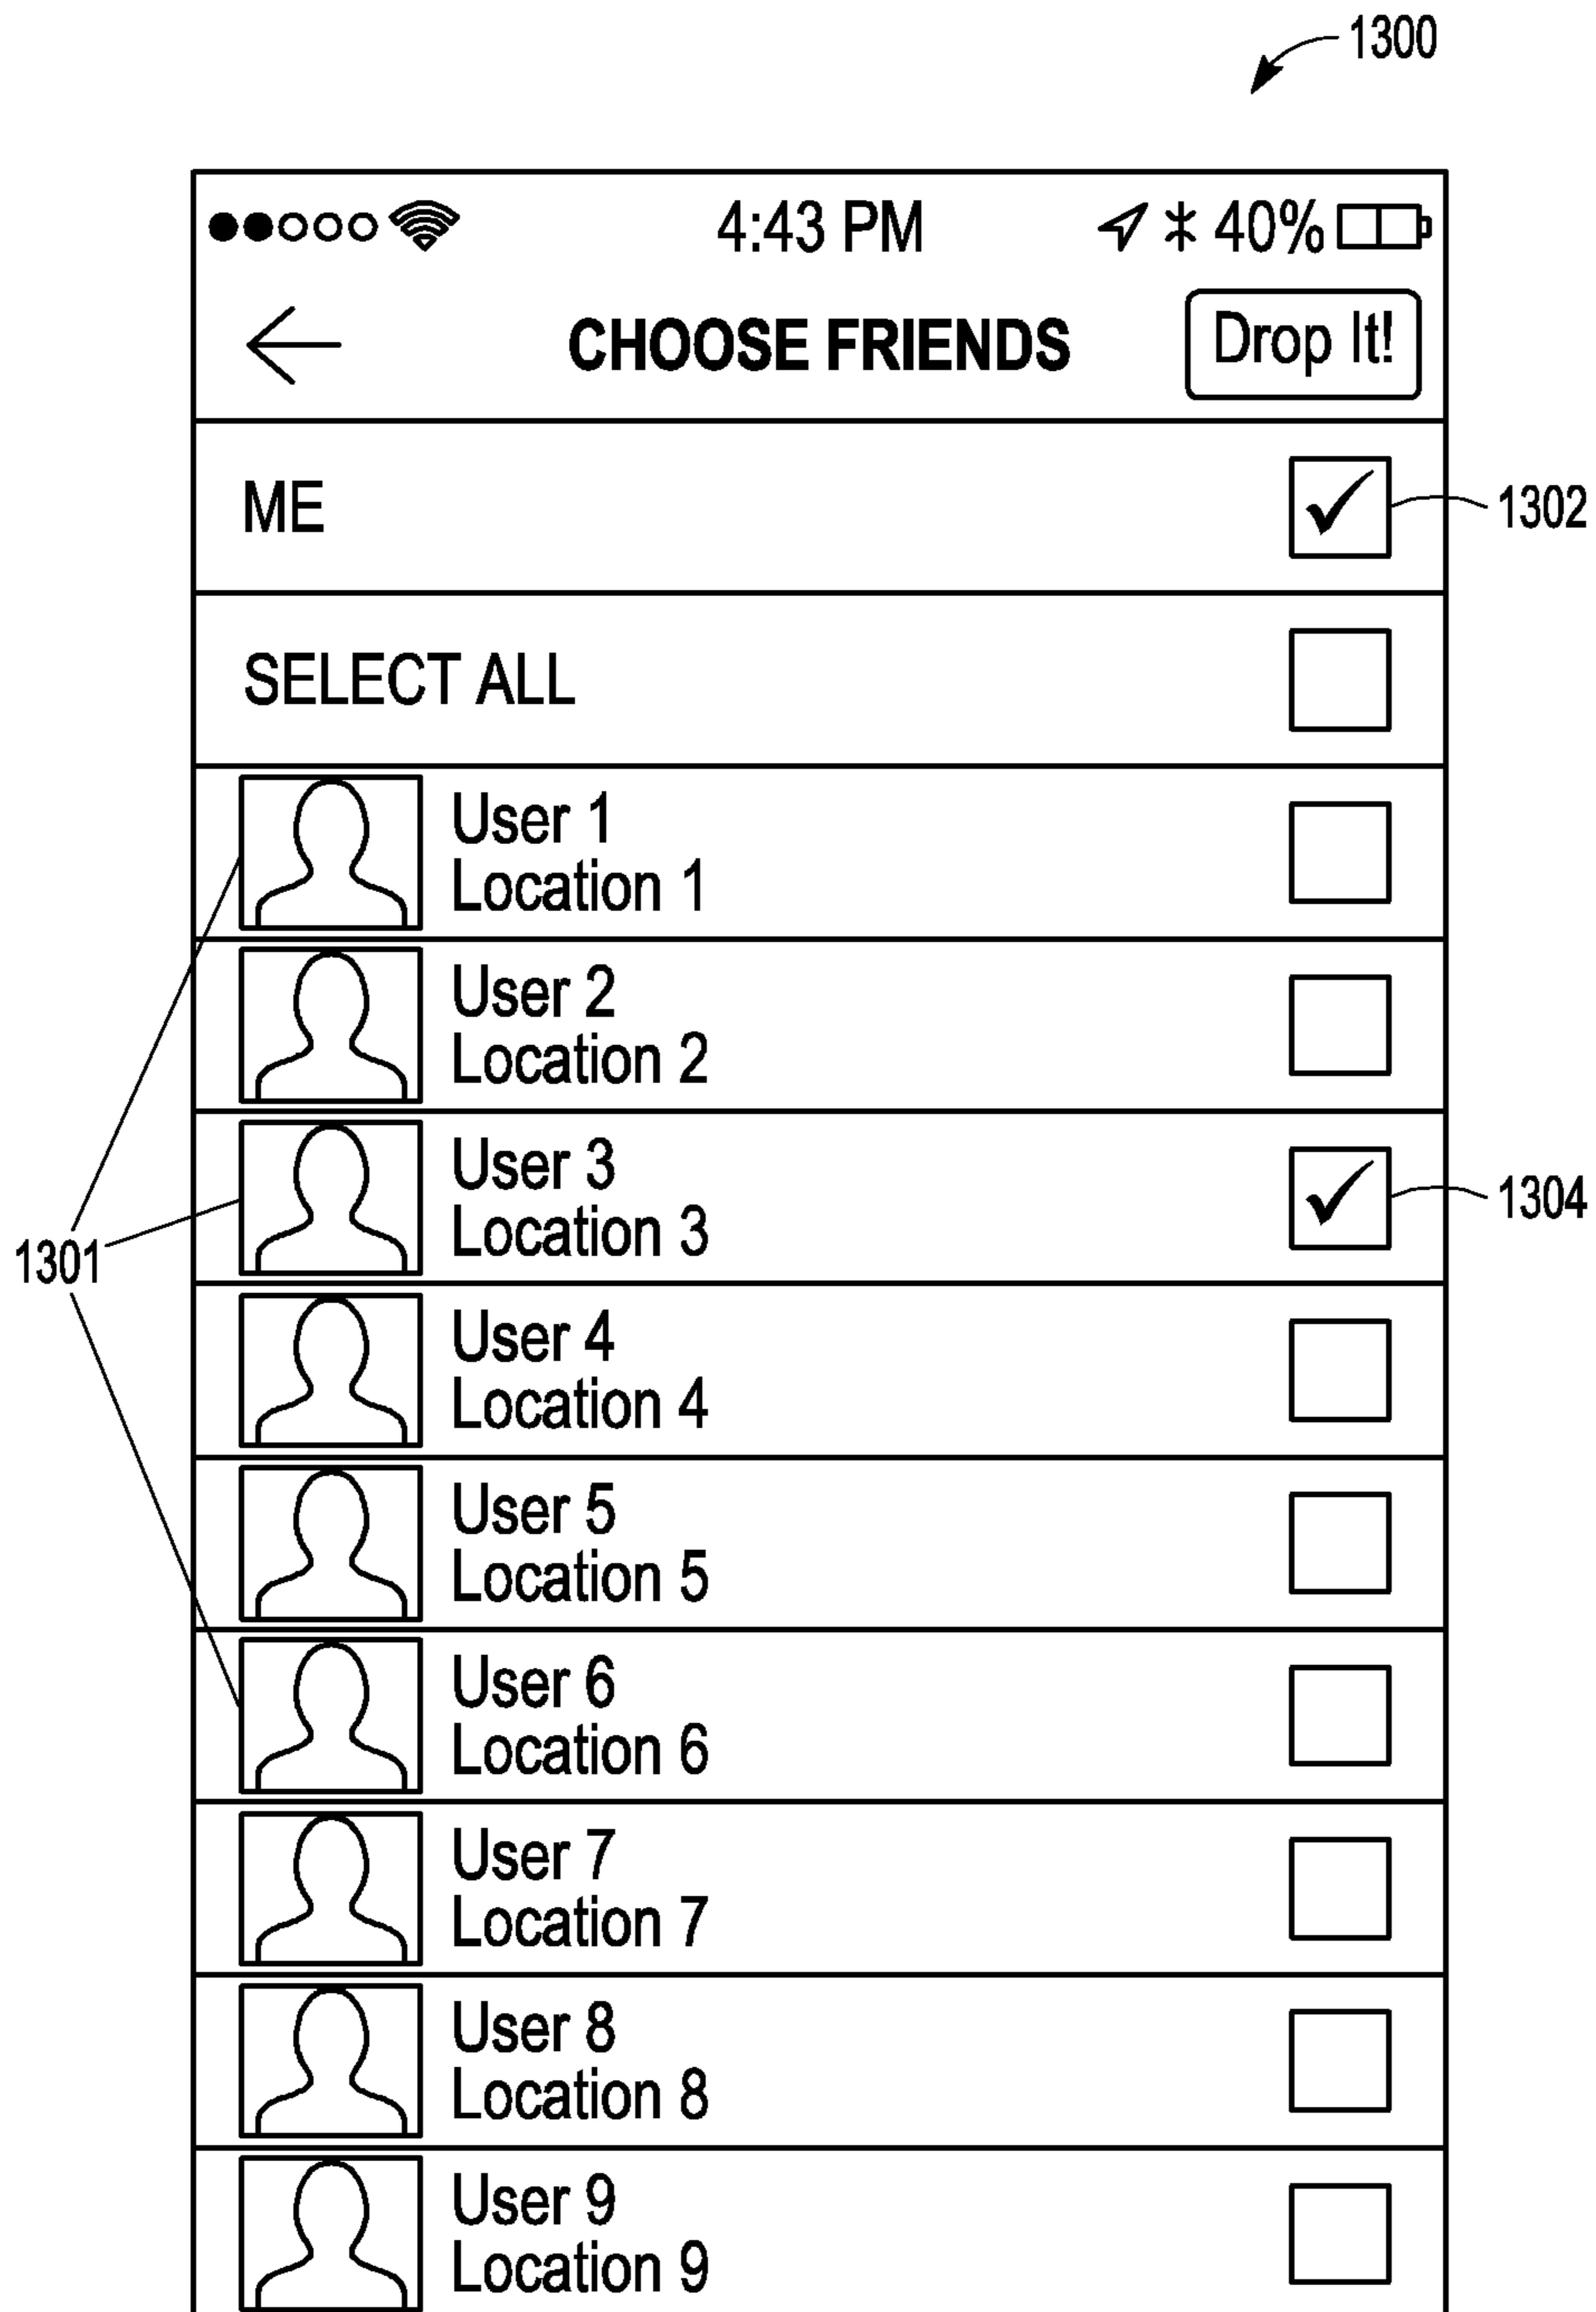 1300
4:43 PM 40%
CHOOSE FRIENDS Drop It!
ME
1302
SELECT ALL
User 1
Location 1
User 2
Location 2
User 3
Location 3
1304
1301
User 4
Location 4
User 5
Location 5
User 6
Location 6
User 7
Location 7
User 8
Location 8
User 9
Location 9